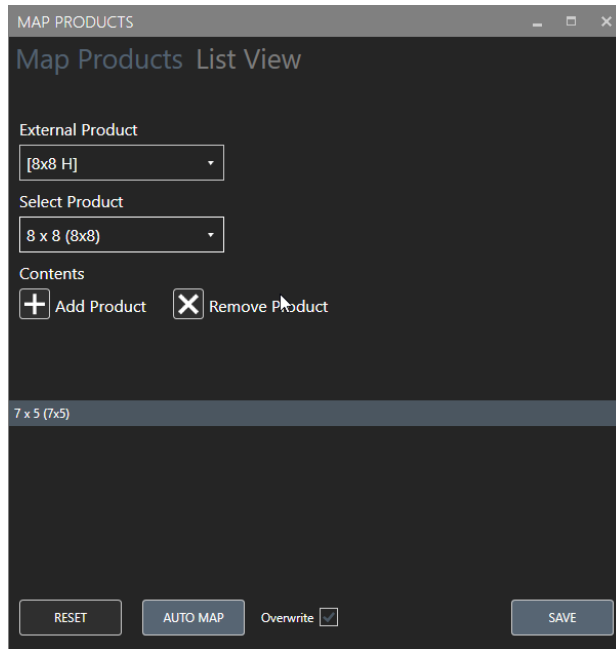 MAP PRODUCTS
Map Products List View
External Product
[8x8 H]
Select Product
8 x 8 (8x8)
Contents
Add Product Remove Product
7 x 5 (7x5)
RESET AUTO MAP Overwrite SAVE